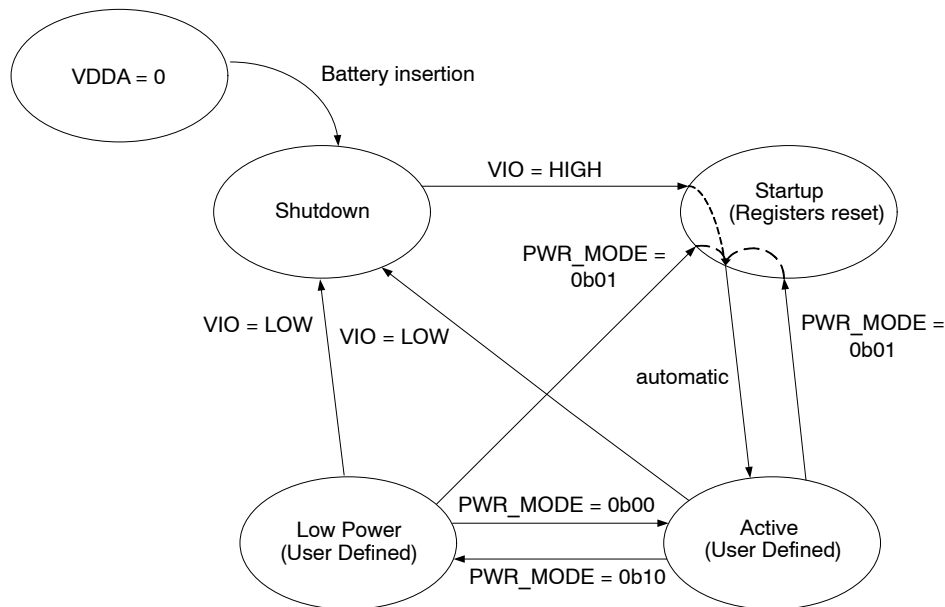 VDDA = 0
Battery insertion
Shutdown
VIO = HIGH
Startup
(Registers reset)
PWR_MODE =
0b01
VIO = LOW
VIO = LOW
PWR_MODE =
0b01
automatic
Low Power
(User Defined)
PWR_MODE = 0b00
PWR_MODE = 0b10
Active
(User Defined)